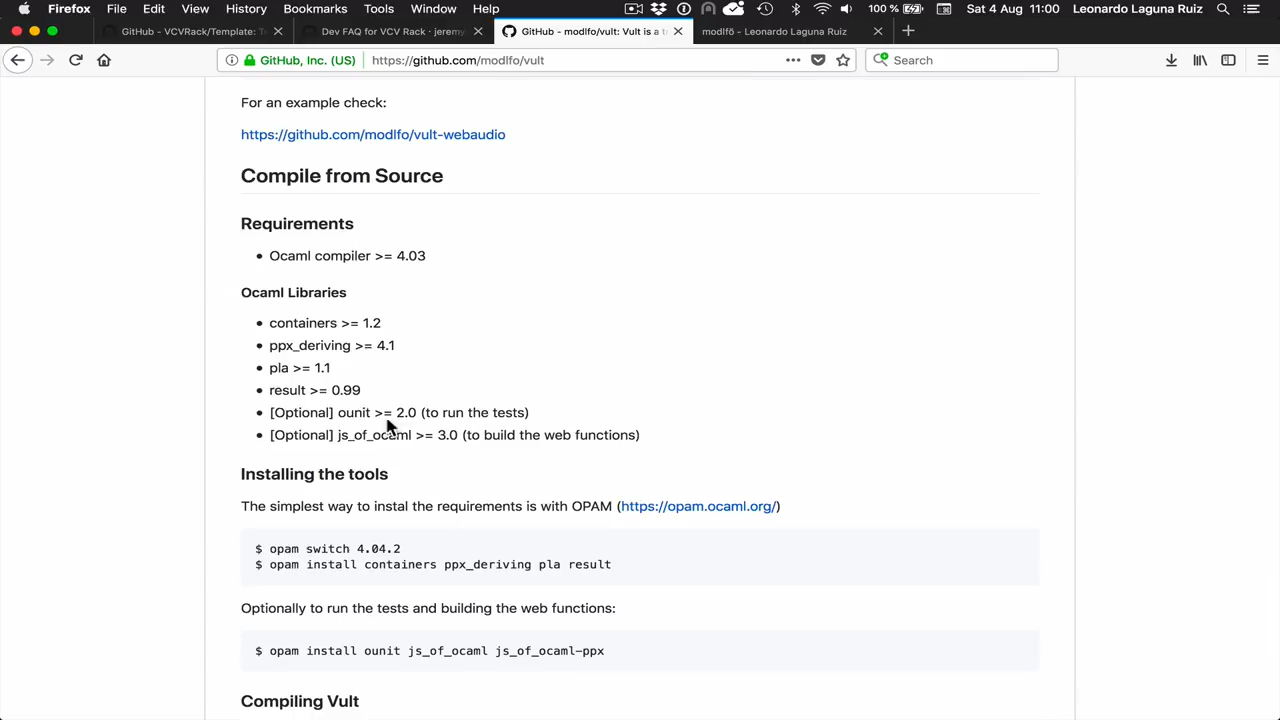 Firefox File Edit View History Bookmarks Tools Window Help 100 % Sat 4 Aug 11:00 Leonardo Laguna Ruiz
GitHub - VCVRack/Template: Te
Dev FAQ for VCV Rack · jeremy
GitHub - modlfo/vult: Vult is a t
modlfō - Leonardo Laguna Ruiz
GitHub, Inc. (US) https://github.com/modlfo/vult Search
For an example check:
https://github.com/modlfo/vult-webaudio
Compile from Source
Requirements
Ocaml compiler >= 4.03
Ocaml Libraries
containers >= 1.2
ppx_deriving >= 4.1
pla >= 1.1
result >= 0.99
[Optional] ounit >= 2.0 (to run the tests)
[Optional] js_of_ocaml >= 3.0 (to build the web functions)
Installing the tools
The simplest way to instal the requirements is with OPAM (https://opam.ocaml.org/)
$ opam switch 4.04.2
$ opam install containers ppx_deriving pla result
Optionally to run the tests and building the web functions:
$ opam install ounit js_of_ocaml js_of_ocaml-ppx
Compiling Vult